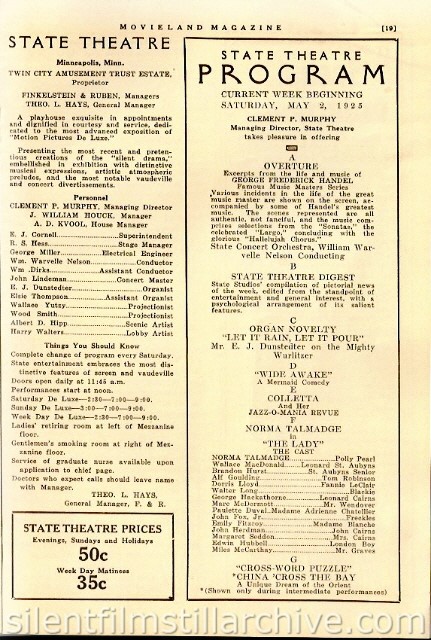 MOVIELAND MAGAZINE [19]
STATE THEATRE
Minneapolis, Minn.
TWIN CITY AMUSEMENT TRUST ESTATE,
Proprietor
FINKELSTEIN & RUBEN, Managers
THEO. L. HAYS, General Manager
A playhouse exquisite in appointments
and dignified in courtesy and service, dedi-
cated to the most advanced exposition of
"Motion Pictures De Luxe."
Presenting the most recent and preten-
tious creations of the "silent drama,"
embellished in exhibition with distinctive
musical expressions, artistic atmospheric
preludes, and the most notable vaudeville
and concert divertissements.
Personnel
CLEMENT P. MURPHY, Managing Director
J. WILLIAM HOUCK, Manager
A. D. KVOOL, House Manager
E. J. Correll Superintendent
R. S. Hess Stage Manager
George Miller Electrical Engineer
Wm. Warvelle Nelson Conductor
Wm. Dirks Assistant Conductor
John Lindeman Concert Master
E. J. Dunstedter Organist
Elsie Thompson Assistant Organist
Wallace Yutzy Projectionist
Wood Smith Projectionist
Albert D. Hipp Scenic Artist
Harry Walters Lobby Artist
Things You Should Know
Complete change of program every Saturday.
State entertainment embraces the most dis-
tinctive features of screen and vaudeville
Doors open daily at 11:45 a.m.
Performances start at noon.
Saturday De Luxe—2:30—7:00—9:00.
Sunday De Luxe—3:00—7:00—9:00.
Week Day De Luxe—2:30—7:00—9:00.
Ladies' retiring room at left of Mezzanine
floor.
Gentlemen's smoking room at right of Mez-
zanine floor.
Service of graduate nurse available upon
application to chief page.
Doctors who expect calls should leave name
with Manager.
THEO. L. HAYS,
General Manager, F. & R.
STATE THEATRE PRICES
Evenings, Sundays and Holidays
50c
Week Day Matinees
35c
STATE THEATRE
PROGRAM
CURRENT WEEK BEGINNING
SATURDAY, MAY 2, 1925
CLEMENT P. MURPHY
Managing Director, State Theatre
takes pleasure in offering
A
OVERTURE
Excerpts from the life and music of
GEORGE FREDERICK HANDEL
Famous Music Masters Series
Various incidents in the life of the great
music master are shown on the screen, ac-
companied by some of Handel's greatest
music. The scenes represented are all
authentic, not fanciful, and the music com-
prises selections from the "Sonatas," the
celebrated "Largo," concluding with the
glorious "Hallelujah Chorus."
State Concert Orchestra, William War-
velle Nelson Conducting
B
STATE THEATRE DIGEST
State Studios' compilation of pictorial news
of the week, edited from the standpoint of
entertainment and general interest, with a
psychological arrangement of its salient
features.
C
ORGAN NOVELTY
"LET IT RAIN, LET IT POUR"
Mr. E. J. Dunstedter on the Mighty
Wurlitzer
D
"WIDE AWAKE"
A Mermaid Comedy
E
COLLETTA
And Her
JAZZ-O-MANIA REVUE
F
NORMA TALMADGE
in
"THE LADY"
THE CAST
NORMA TALMADGE Polly Pearl
Wallace MacDonald Leonard St. Aubyns
Brandon Hurst St. Aubyns Senior
Alf Goulding Tom Robinson
Dorris Lloyd Fannie LeClair
Walter Long Blackie
George Hackathorne Leonard Cairns
Marc McDermott Mr. Wendover
Paulette Duval Madame Adrienne Chatellier
John Fox, Jr. Freckles
Emily Fitzroy Madame Blanche
John Herdman John Cairns
Margaret Seddon Mrs. Cairns
Edwin Hubbell London Boy
Miles McCarthay Mr. Graves
G
"CROSS-WORD PUZZLE"
*CHINA 'CROSS THE BAY
A Unique Dream of the Orient
*(Shown only during intermediate performances)
silentfilmstillarchive.com